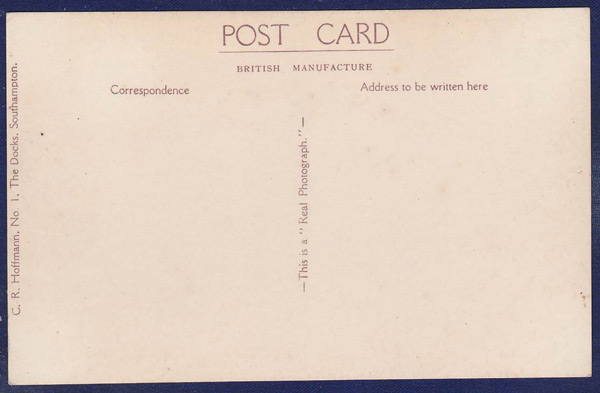 POST CARD
BRITISH MANUFACTURE
Correspondence
Address to be written here
—This is a "Real Photograph."—
C. R. Hoffmann, No 1, The Docks, Southampton.